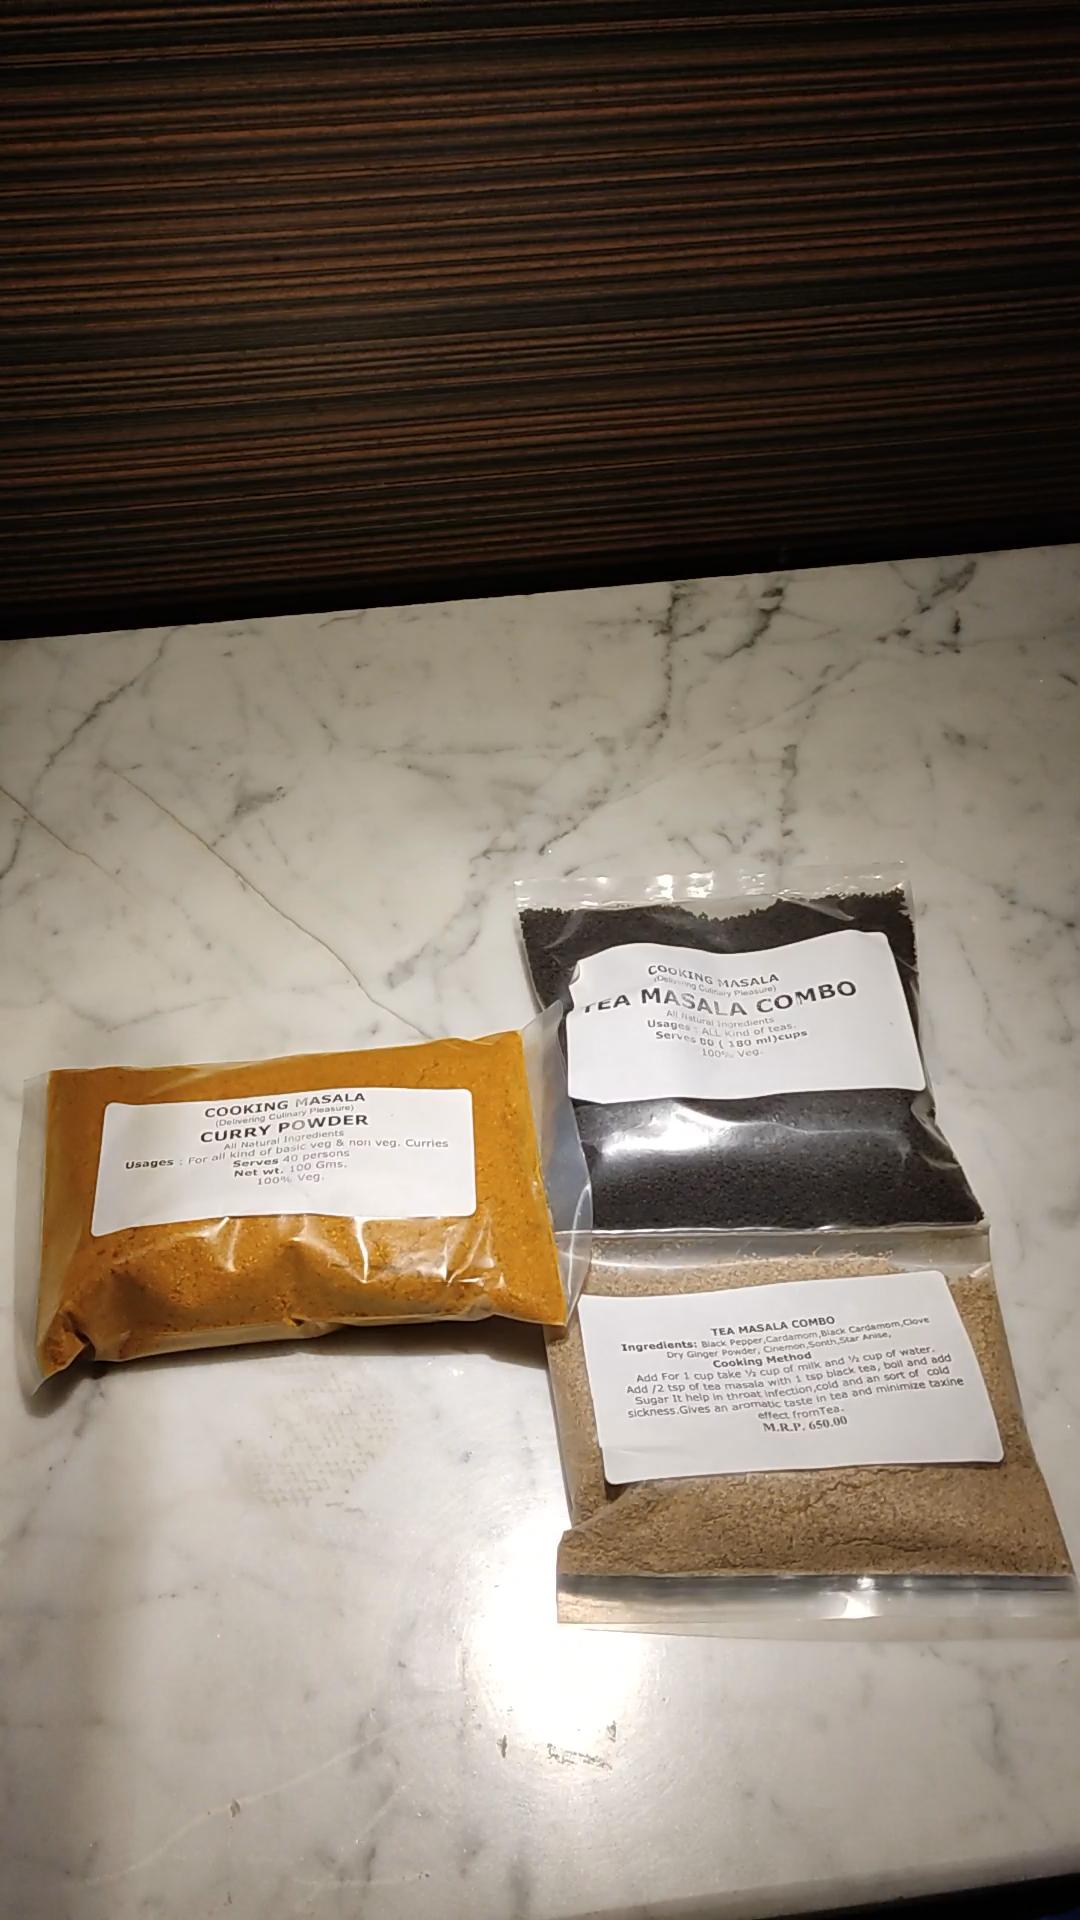 COOKING MASALA
(Delivering Culinary Pleasure)
CURRY POWDER
All Natural Ingredients
Usages : For all kind of basic veg & non veg. Curries
Serves 40 persons
Net wt. 100 Gms.
100% Veg.
COOKING MASALA
(Delivering Culinary Pleasure)
TEA MASALA COMBO
All Natural Ingredients
Usages : ALL Kind of teas.
Serves 80 ( 180 ml)cups
100% Veg.
TEA MASALA COMBO
Ingredients: Black Pepper,Cardamom,Black Cardamom,Clove
Dry Ginger Powder, Cinemon,Sonth,Star Anise,
Cooking Method
Add For 1 cup take ½ cup of milk and ½ cup of water.
Add /2 tsp of tea masala with 1 tsp black tea, boil and add
Sugar It help in throat infection,cold and an sort of cold
sickness.Gives an aromatic taste in tea and minimize taxine
effect fromTea.
M.R.P. 650.00